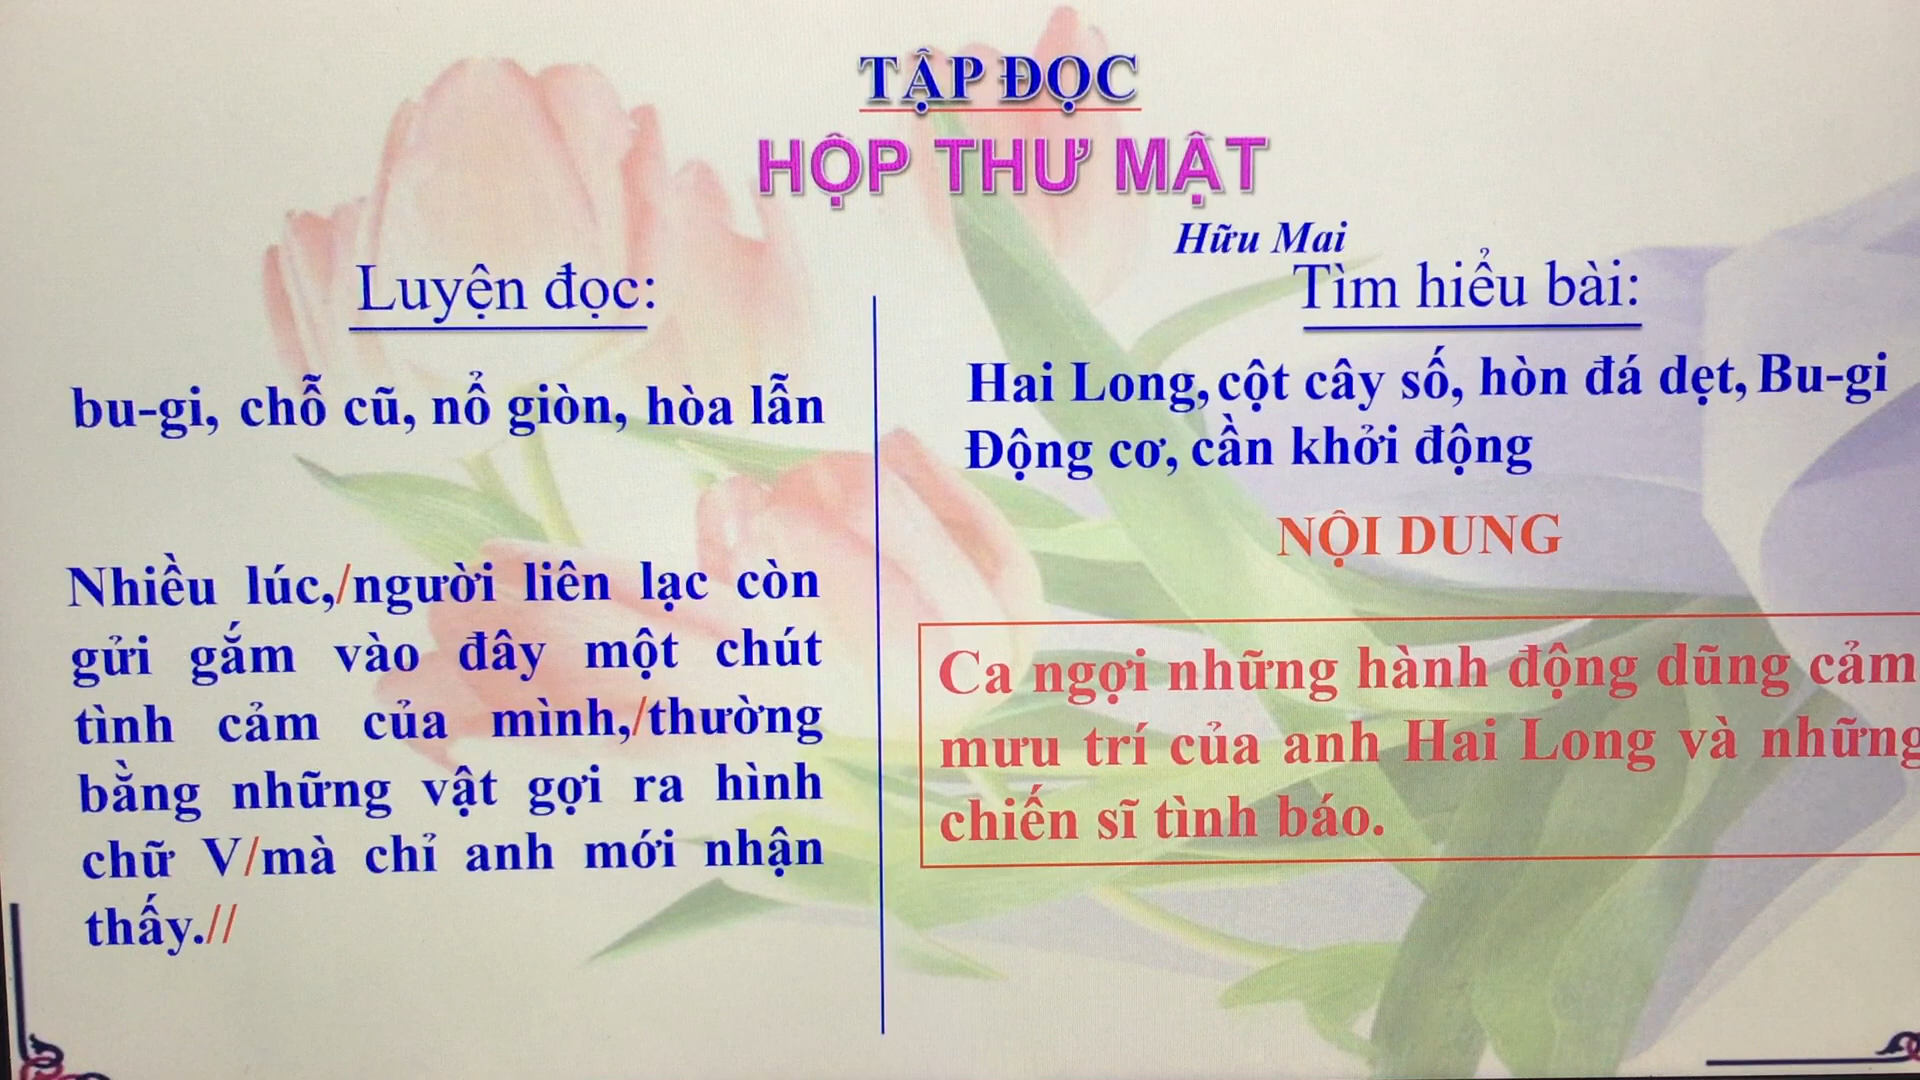 TẬP ĐỌC
HỘP THƯ MẬT
Hữu Mai
Luyện đọc:
bu-gi, chỗ cũ, nổ giòn, hòa lẫn
Nhiều lúc,/người liên lạc còn
gửi gắm vào đây một chút
tình cảm của mình,/thường
bằng những vật gợi ra hình
chữ V/mà chỉ anh mới nhận
thấy.//
Tìm hiểu bài:
Hai Long, cột cây số, hòn đá dẹt, Bu-gi
Động cơ, cần khởi động
NỘI DUNG
Ca ngợi những hành động dũng cảm
mưu trí của anh Hai Long và những
chiến sĩ tình báo.